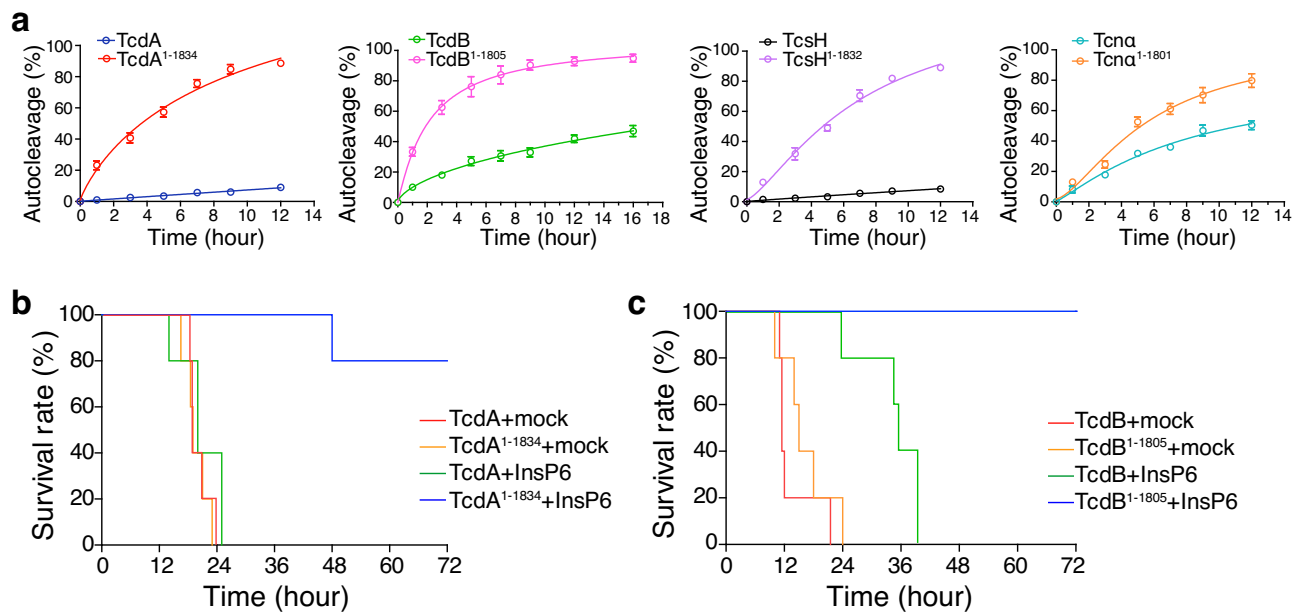 a
TcdA
TcdA1-1834
Autocleavage (%)
100
80
60
40
20
0
0 2 4 6 8 10 12 14
Time (hour)
TcdB
TcdB1-1805
Autocleavage (%)
100
80
60
40
20
0
0 2 4 6 8 10 12 14 16 18
Time (hour)
TcsH
TcsH1-1832
Autocleavage (%)
100
80
60
40
20
0
0 2 4 6 8 10 12 14
Time (hour)
Tcnα
Tcnα1-1801
Autocleavage (%)
100
80
60
40
20
0
0 2 4 6 8 10 12 14
Time (hour)
b
Survival rate (%)
100
80
60
40
20
0
0 12 24 36 48 60 72
Time (hour)
TcdA+mock
TcdA1-1834+mock
TcdA+InsP6
TcdA1-1834+InsP6
c
Survival rate (%)
100
80
60
40
20
0
0 12 24 36 48 60 72
Time (hour)
TcdB+mock
TcdB1-1805+mock
TcdB+InsP6
TcdB1-1805+InsP6